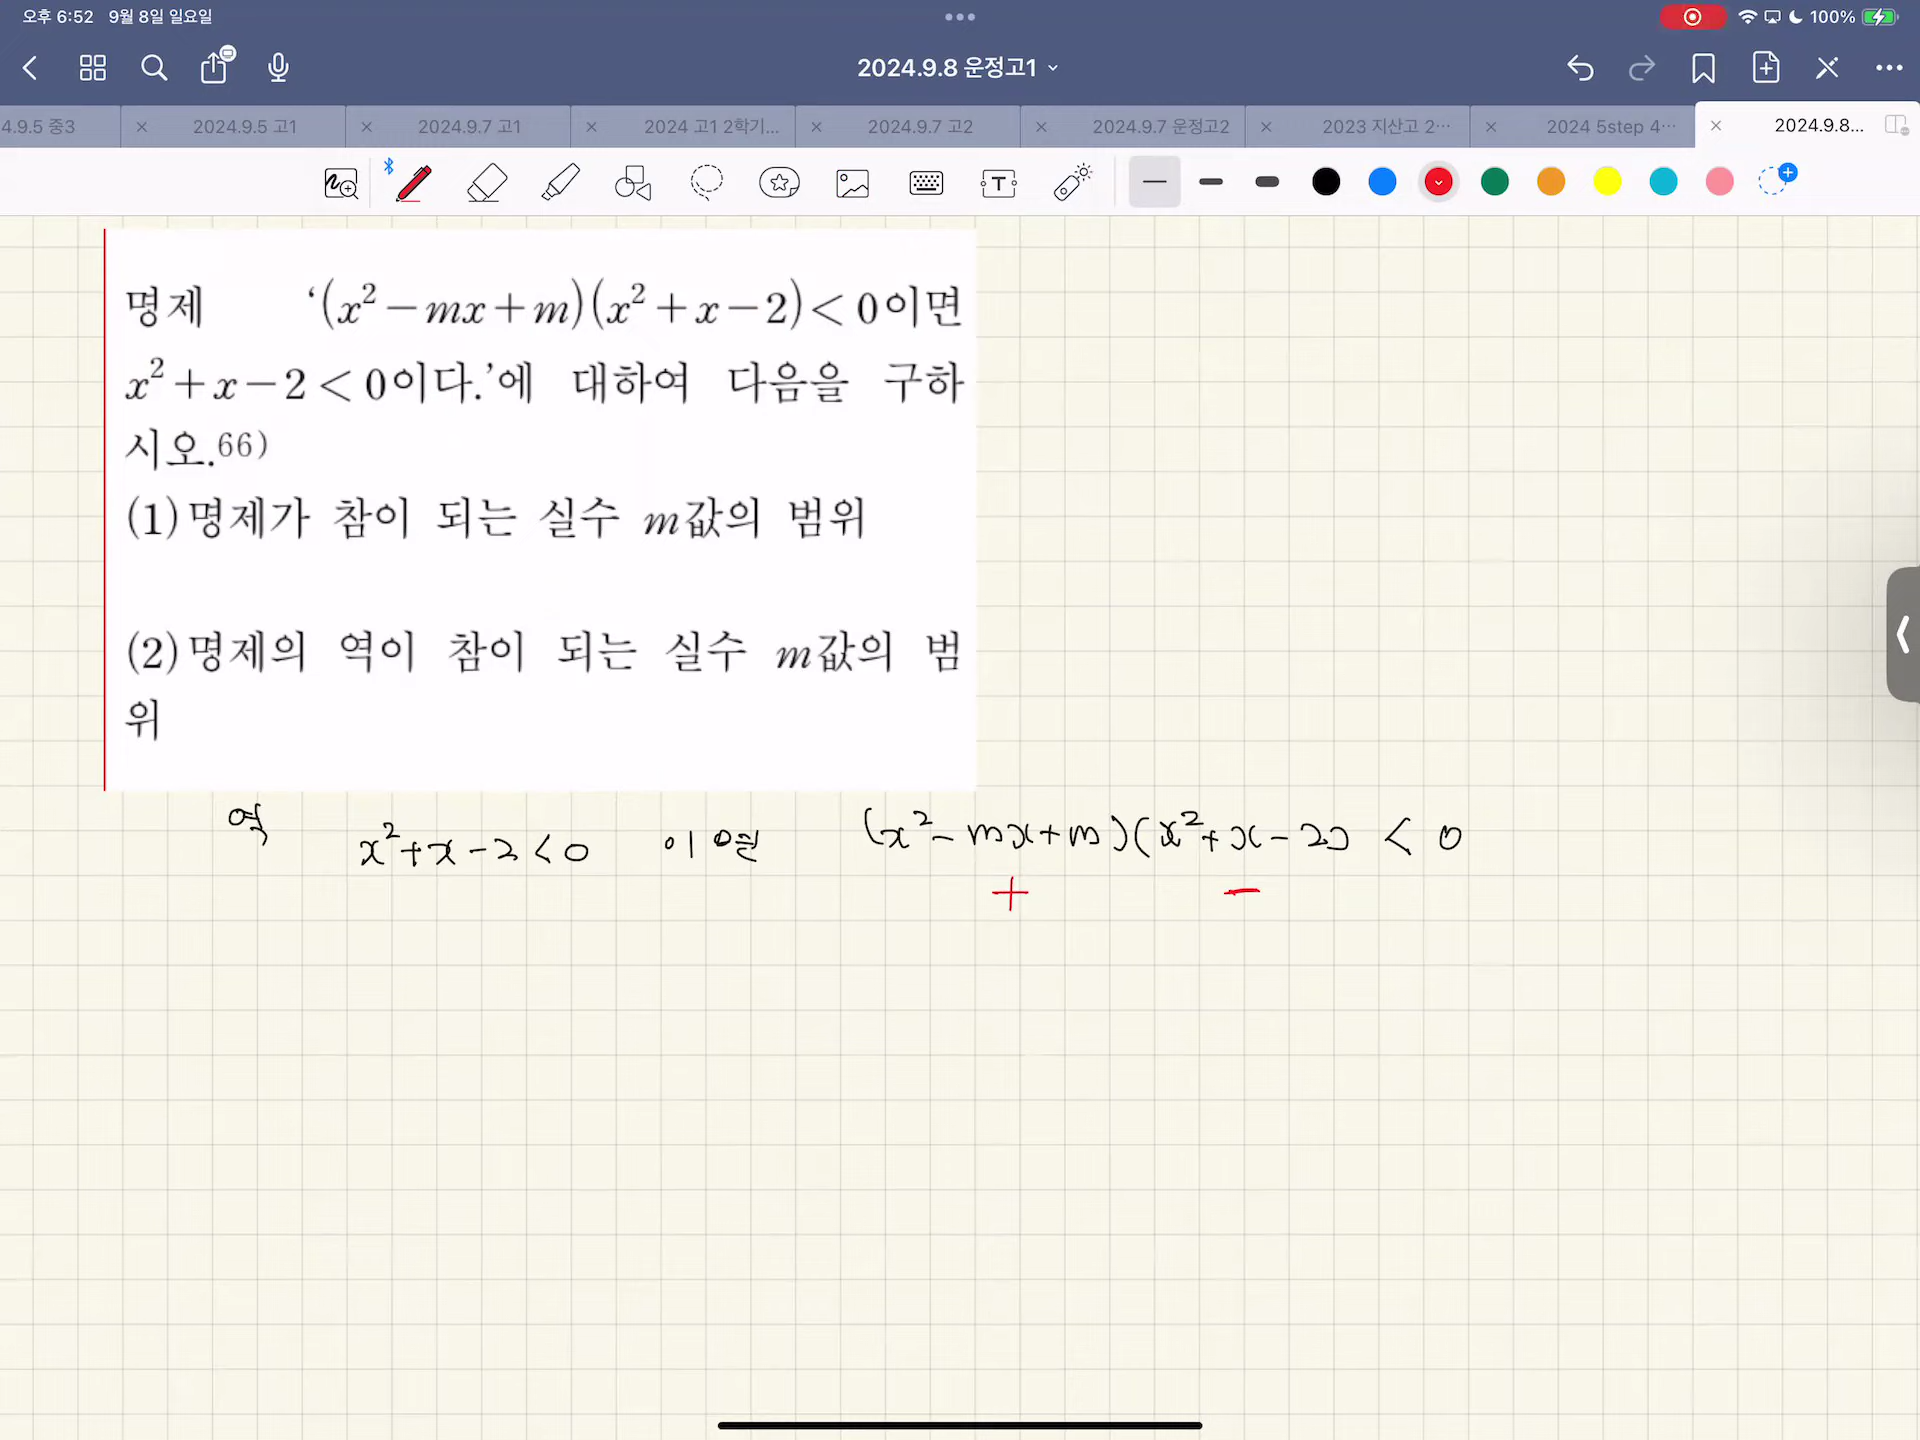 오후 6:52 9월 8일 일요일
100%
2024.9.8 운정고1
4.9.5 중3
2024.9.5 고1
2024.9.7 고1
2024 고1 2학기...
2024.9.7 고2
2024.9.7 운정고2
2023 지산고 2...
2024 5step 4...
2024.9.8...
T
명제 ‘(x²−mx+m)(x²+x−2)<0이면
x²+x−2<0이다.’에 대하여 다음을 구하
시오.66)
(1)명제가 참이 되는 실수 m값의 범위
(2)명제의 역이 참이 되는 실수 m값의 범
위
역 x²+x−2<0 이면 (x²−mx+m)(x²+x−2) < 0
+ −